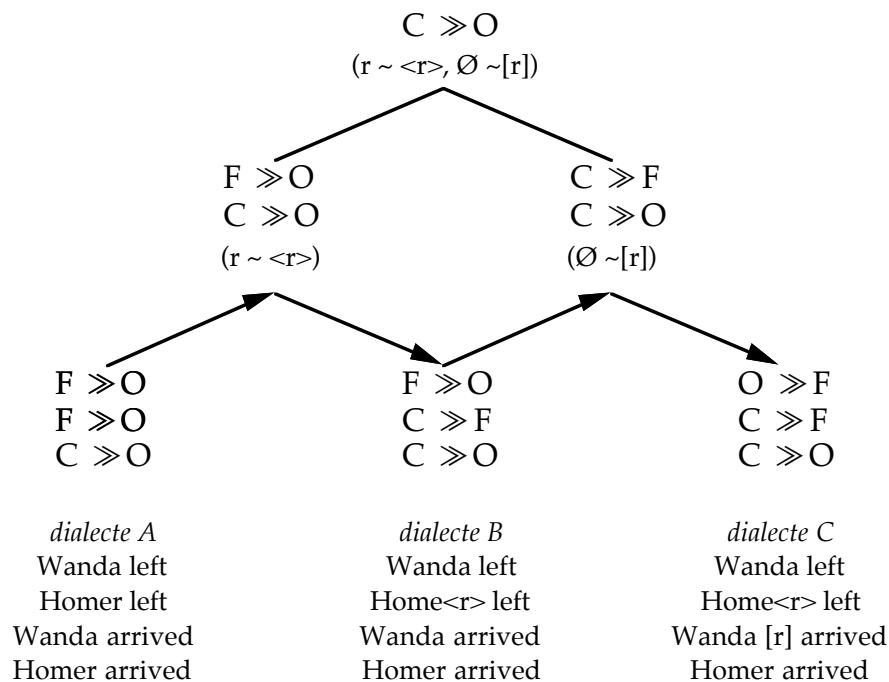 C ≫ O
(r ~ <r>, Ø ~[r])
F ≫ O C ≫ F
C ≫ O C ≫ O
(r ~ <r>) (Ø ~[r])
F ≫ O F ≫ O O ≫ F
F ≫ O C ≫ F C ≫ F
C ≫ O C ≫ O C ≫ O
dialecte A dialecte B dialecte C
Wanda left Wanda left Wanda left
Homer left Home<r> left Home<r> left
Wanda arrived Wanda arrived Wanda [r] arrived
Homer arrived Homer arrived Homer arrived